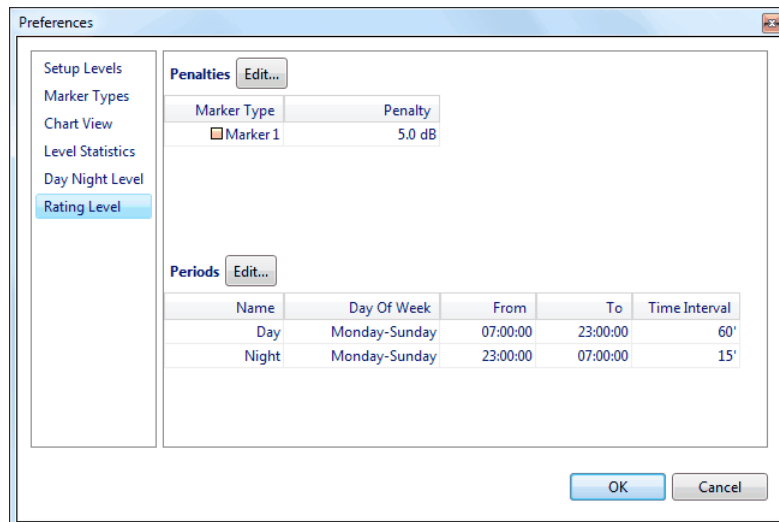 Preferences
Setup Levels
Marker Types
Chart View
Level Statistics
Day Night Level
Rating Level
Penalties Edit...
Marker Type Penalty
Marker 1 5.0 dB
Periods Edit...
Name Day Of Week From To Time Interval
Day Monday-Sunday 07:00:00 23:00:00 60'
Night Monday-Sunday 23:00:00 07:00:00 15'
OK Cancel